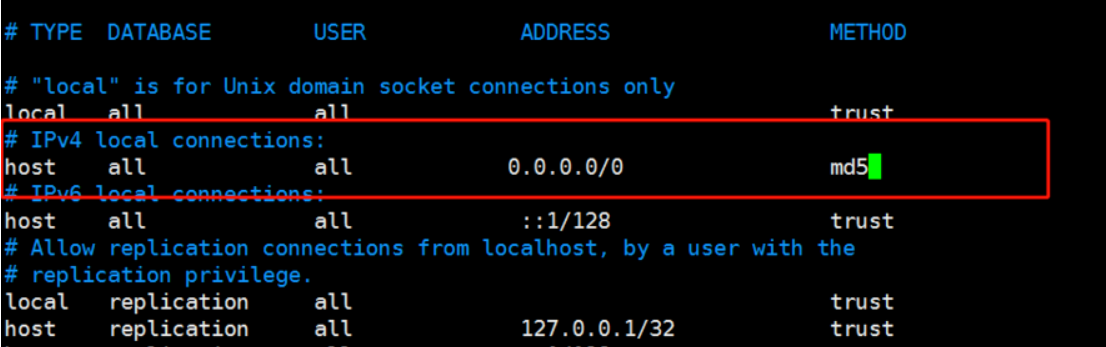 # TYPE  DATABASE        USER            ADDRESS                 METHOD
# "local" is for Unix domain socket connections only
local   all             all                                     trust
# IPv4 local connections:
host    all             all             0.0.0.0/0               md5
# IPv6 local connections:
host    all             all             ::1/128                 trust
# Allow replication connections from localhost, by a user with the
# replication privilege.
local   replication     all                                     trust
host    replication     all             127.0.0.1/32            trust